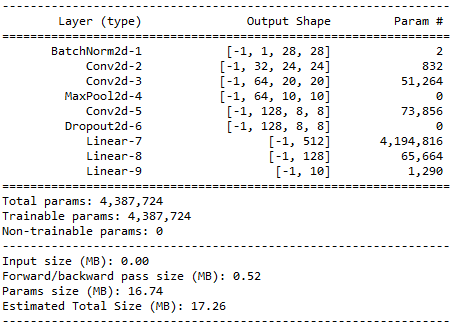 ----------------------------------------------------------------
        Layer (type)               Output Shape         Param #
================================================================
       BatchNorm2d-1            [-1, 1, 28, 28]               2
            Conv2d-2           [-1, 32, 24, 24]             832
            Conv2d-3           [-1, 64, 20, 20]          51,264
         MaxPool2d-4           [-1, 64, 10, 10]               0
            Conv2d-5            [-1, 128, 8, 8]          73,856
         Dropout2d-6            [-1, 128, 8, 8]               0
            Linear-7                  [-1, 512]       4,194,816
            Linear-8                  [-1, 128]          65,664
            Linear-9                   [-1, 10]           1,290
================================================================
Total params: 4,387,724
Trainable params: 4,387,724
Non-trainable params: 0
----------------------------------------------------------------
Input size (MB): 0.00
Forward/backward pass size (MB): 0.52
Params size (MB): 16.74
Estimated Total Size (MB): 17.26
----------------------------------------------------------------